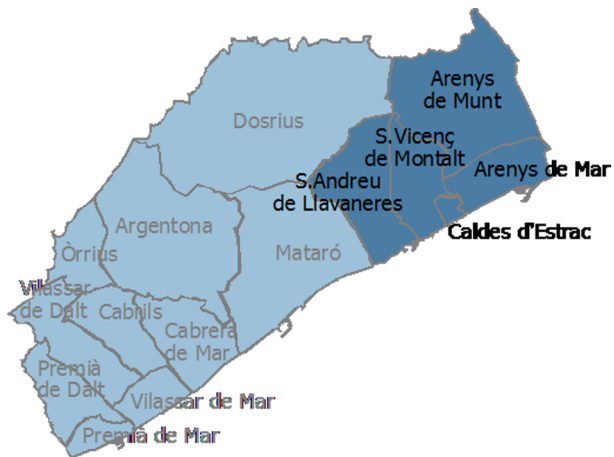 Arenys
de Munt
Dosrius
S.Vicenç
de Montalt
Arenys de Mar
S.Andreu
de Llavaneres
Argentona
Caldes d'Estrac
Òrrius
Mataró
Vilassar
de Dalt
Cabrils
Cabrera
de Mar
Premià
de Dalt
Vilassar de Mar
Premià de Mar